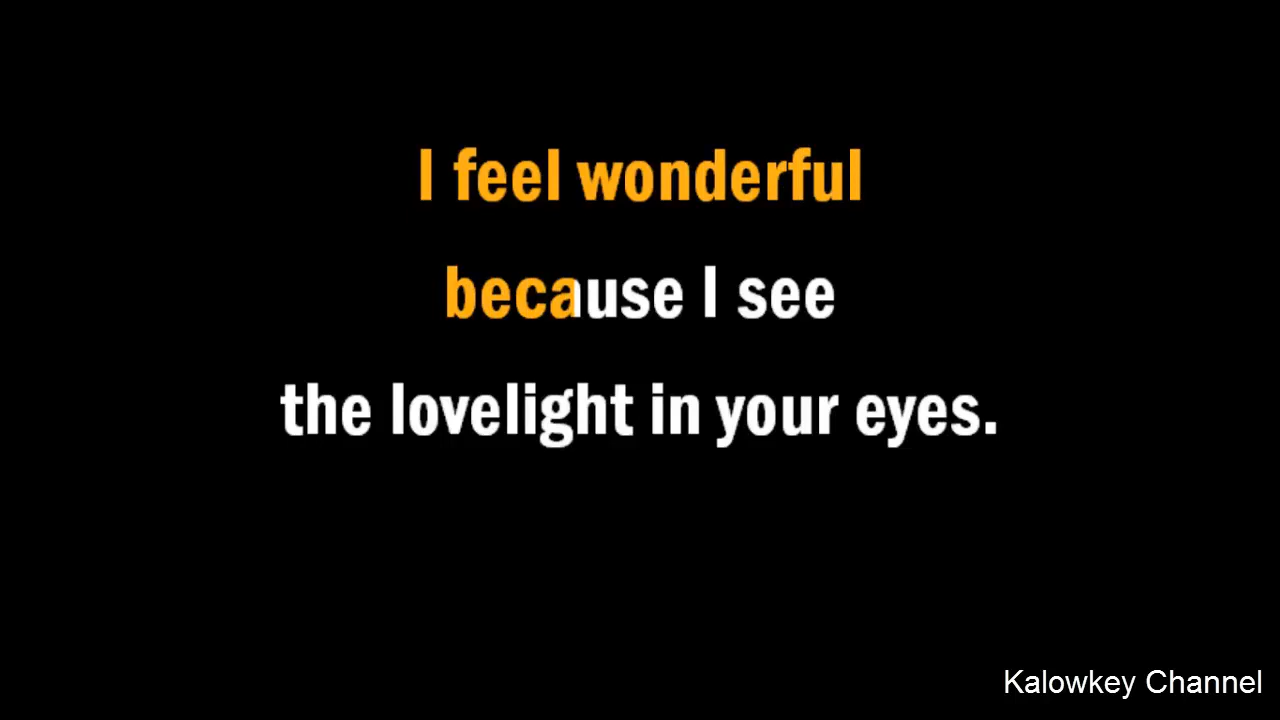 I feel wonderful
because I see
the lovelight in your eyes.
Kalowkey Channel